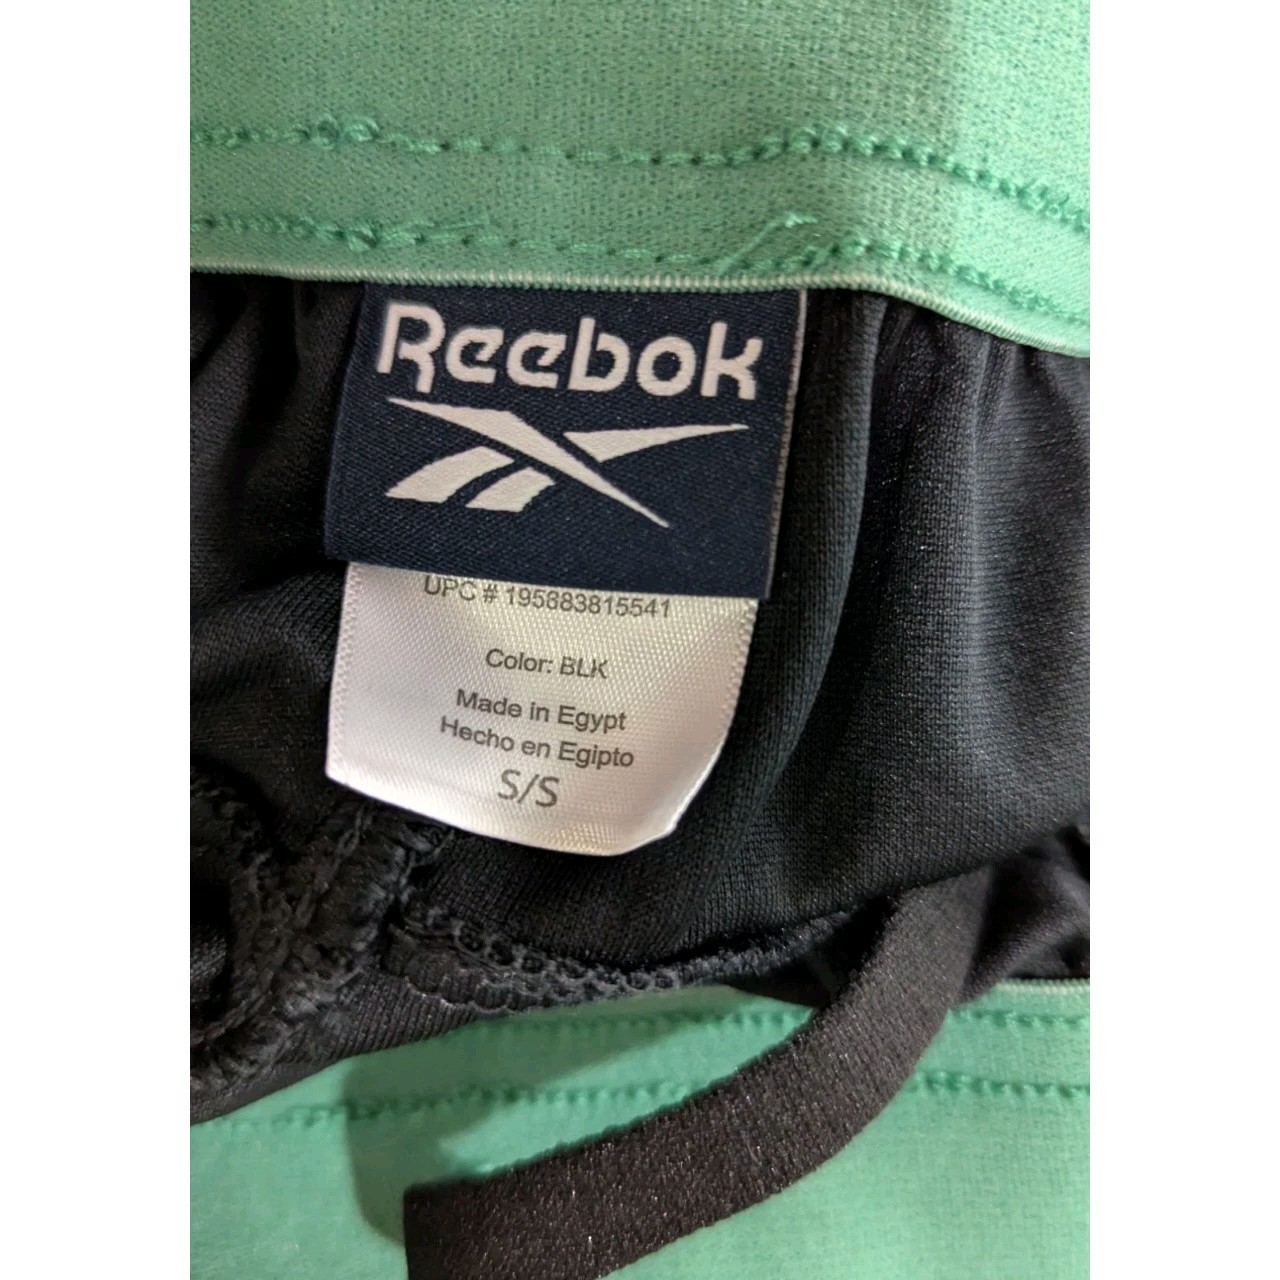 Reebok
UPC # 195883815541
Color: BLK
Made in Egypt
Hecho en Egipto
S/S